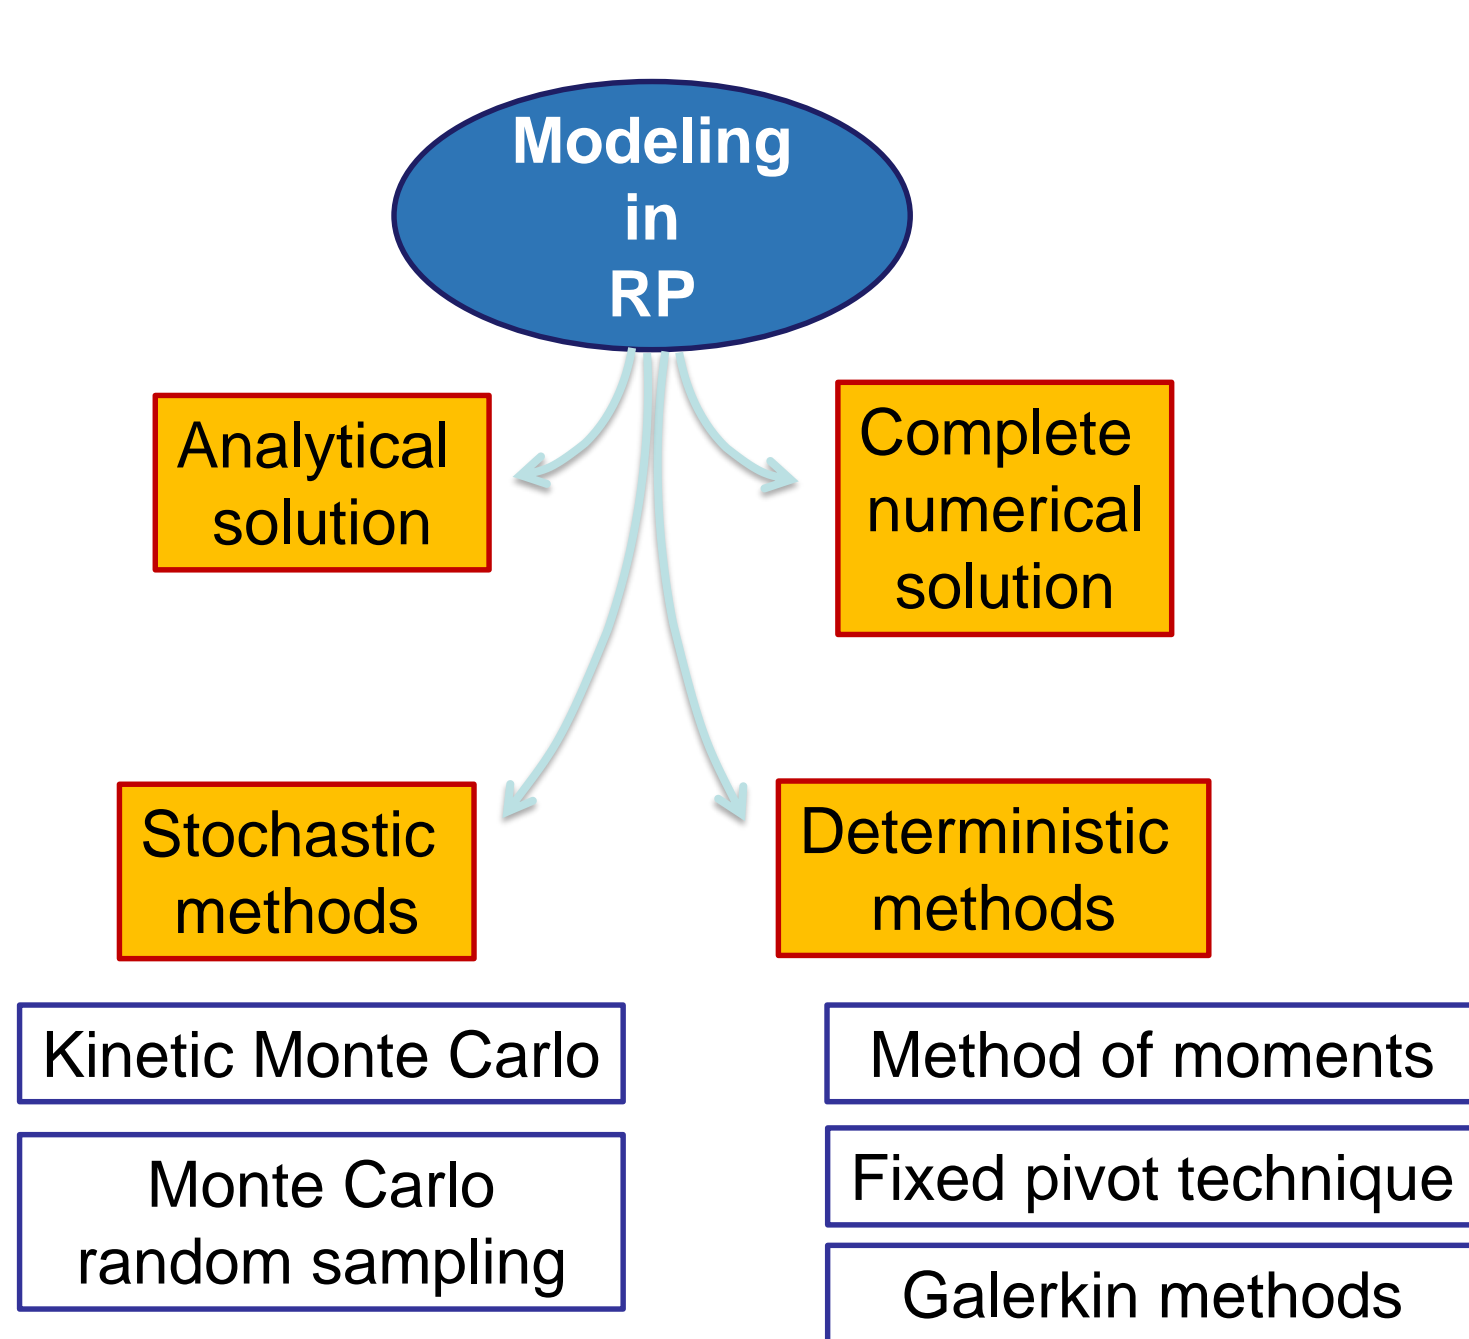 Modeling
in
RP
Analytical
solution
Complete
numerical
solution
Stochastic
methods
Deterministic
methods
Kinetic Monte Carlo
Monte Carlo
random sampling
Method of moments
Fixed pivot technique
Galerkin methods